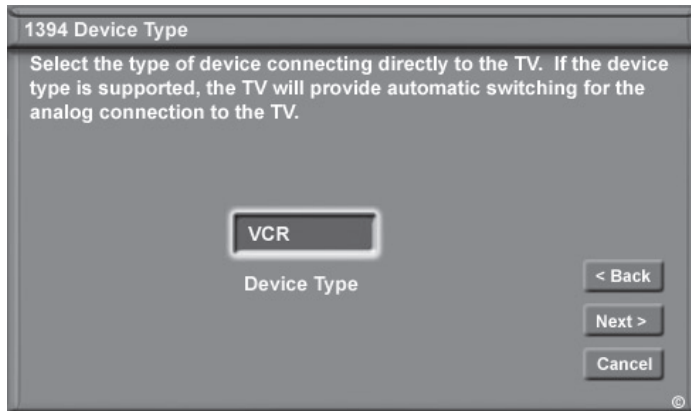 1394 Device Type
Select the type of device connecting directly to the TV.  If the device
type is supported, the TV will provide automatic switching for the
analog connection to the TV.
VCR
Device Type
< Back
Next >
Cancel
©